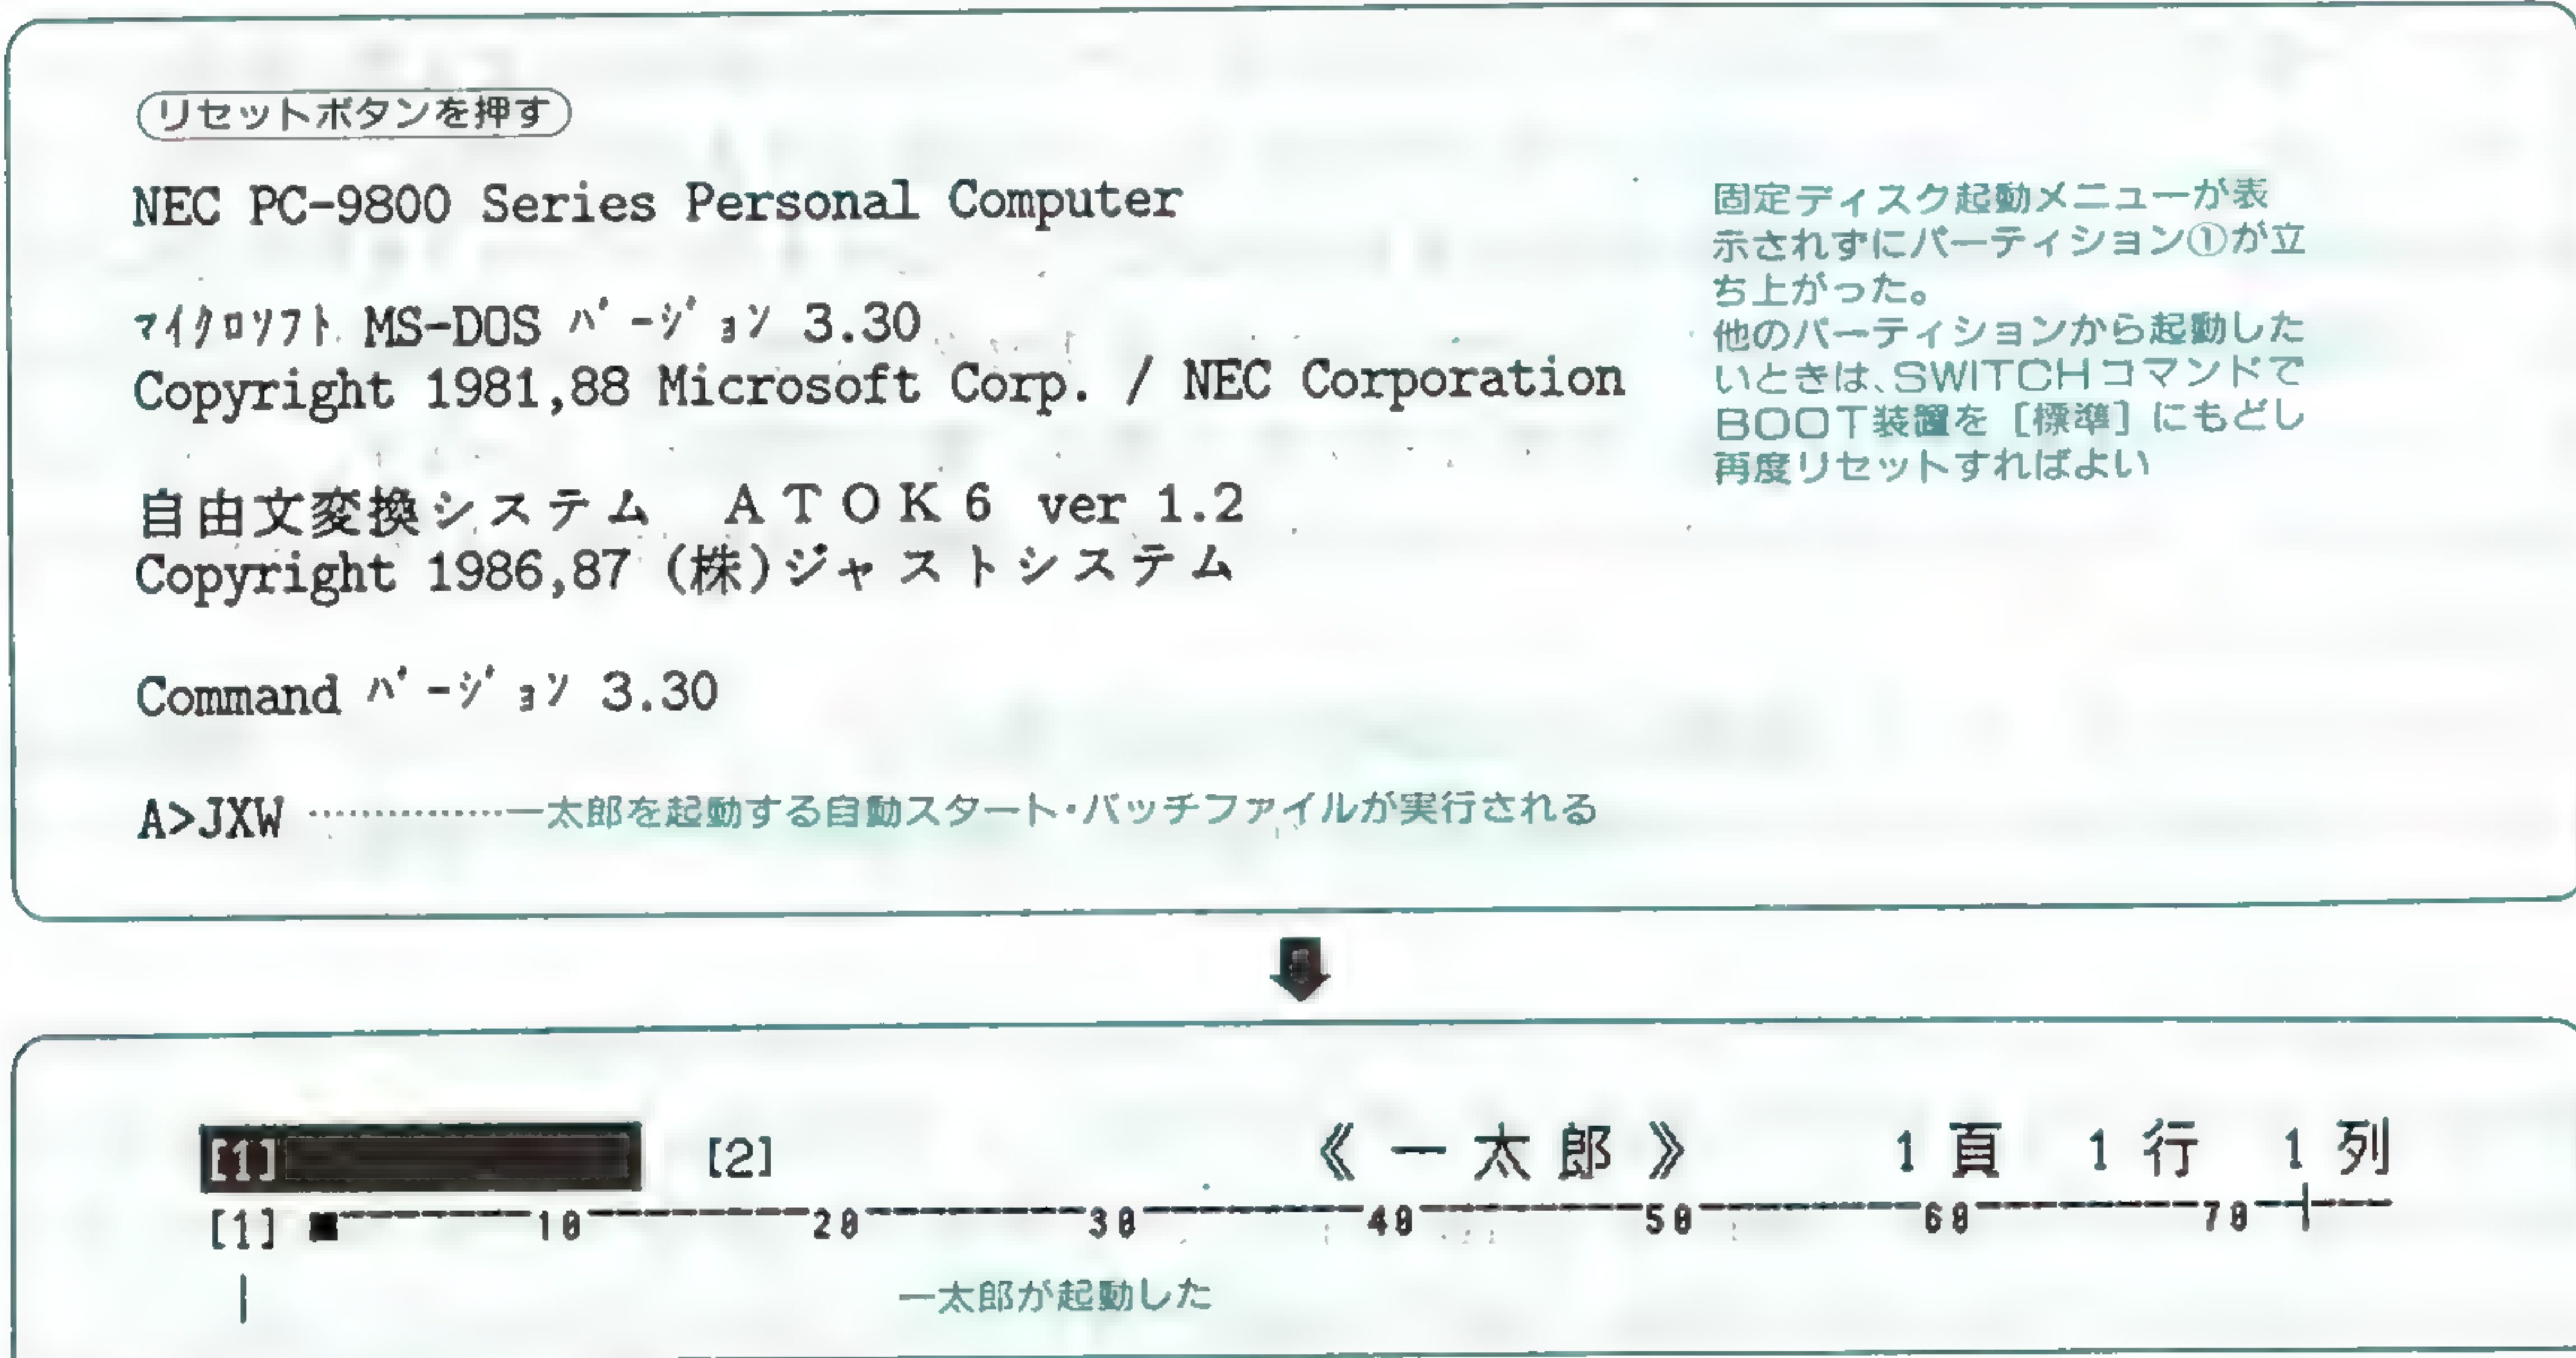 リセットボタンを押す
NEC PC-9800 Series Personal Computer
ﾏｲｸﾛｿﾌﾄ MS-DOS ﾊﾞｰｼﾞｮﾝ 3.30
Copyright 1981,88 Microsoft Corp. / NEC Corporation
自由文変換システム　ＡＴＯＫ６ ver 1.2
Copyright 1986,87 (株)ジャストシステム
Command ﾊﾞｰｼﾞｮﾝ 3.30
A>JXW …………一太郎を起動する自動スタート・バッチファイルが実行される
固定ディスク起動メニューが表
示されずにパーティション①が立
ち上がった。
他のパーティションから起動した
いときは、SWITCHコマンドで
BOOT装置を［標準］にもどし
再度リセットすればよい
[1] [2] 《一太郎》 1頁 1行 1列
[1] ■---------10---------20---------30---------40---------50---------60---------70--|---
一太郎が起動した